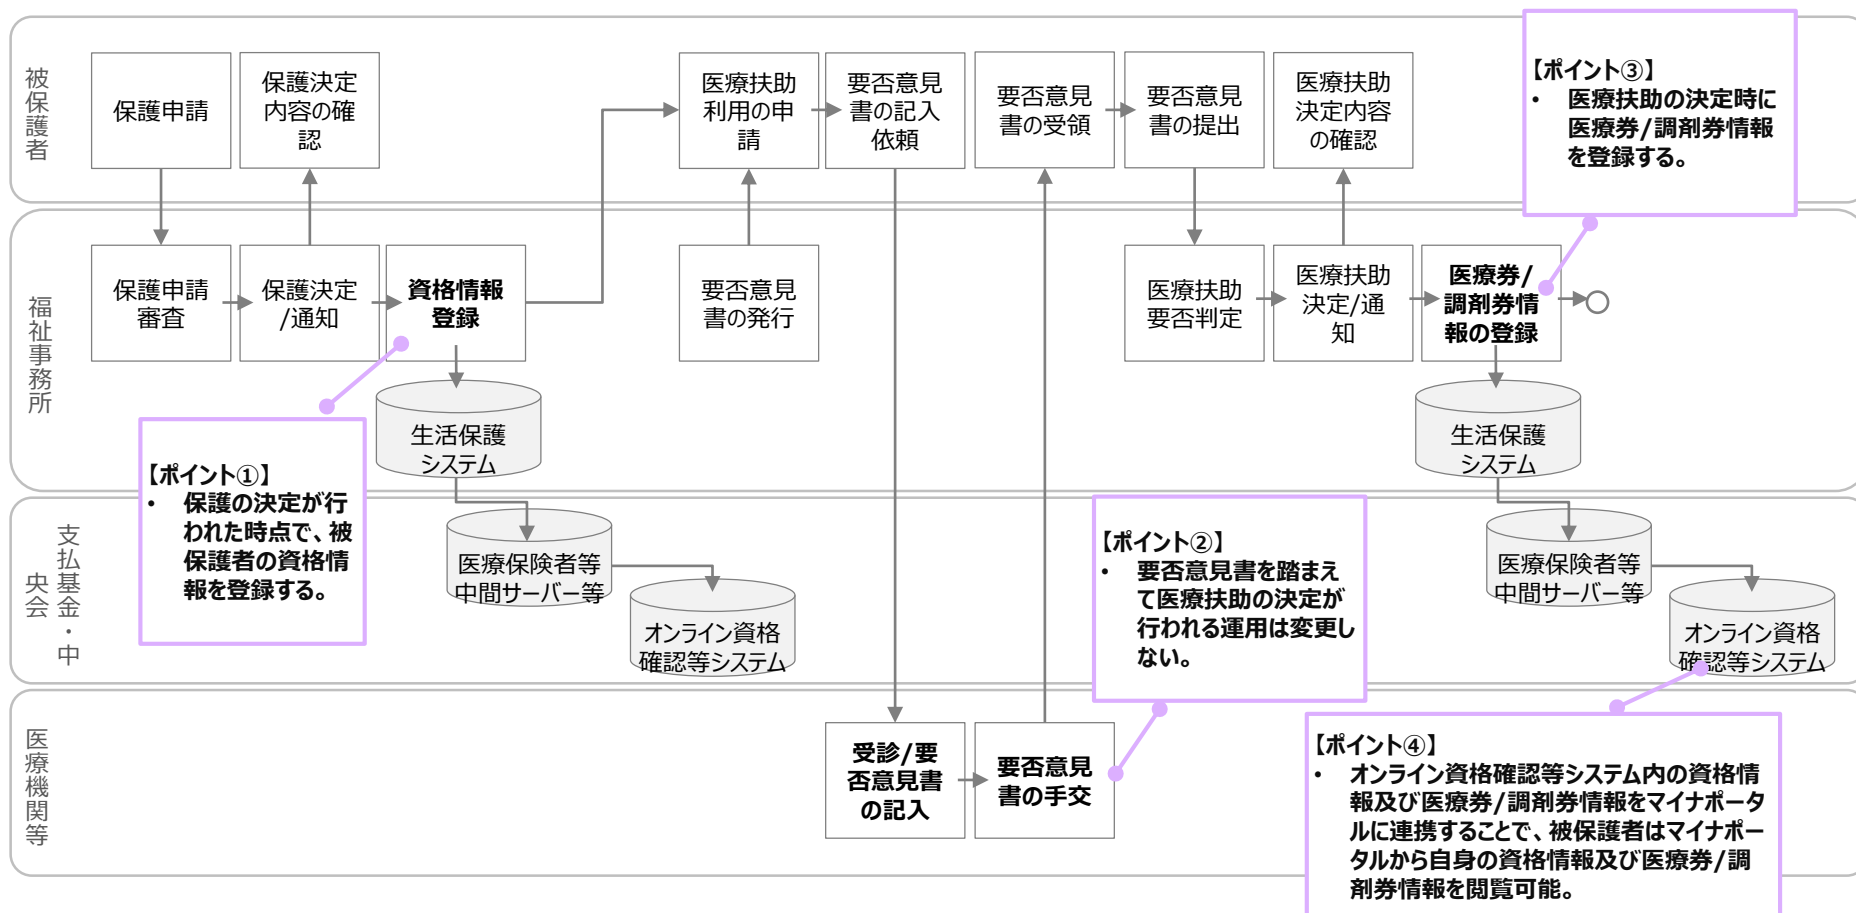 被保護者
保護申請
保護決定
内容の確
認
医療扶助
利用の申
請
要否意見
書の記入
依頼
要否意見
書の受領
要否意見
書の提出
医療扶助
決定内容
の確認
【ポイント③】
• 医療扶助の決定時に
医療券/調剤券情報
を登録する。
福祉事務所
保護申請
審査
保護決定
/通知
資格情報
登録
要否意見
書の発行
医療扶助
要否判定
医療扶助
決定/通
知
医療券/
調剤券情
報の登録
生活保護
システム
生活保護
システム
【ポイント①】
• 保護の決定が行
われた時点で、被
保護者の資格情
報を登録する。
支払基金・中
央会
医療保険者等
中間サーバー等
オンライン資格
確認等システム
【ポイント②】
• 要否意見書を踏まえ
て医療扶助の決定が
行われる運用は変更し
ない。
医療保険者等
中間サーバー等
オンライン資格
確認等システム
医療機関等
受診/要
否意見書
の記入
要否意見
書の手交
【ポイント④】
• オンライン資格確認等システム内の資格情
報及び医療券/調剤券情報をマイナポータ
ルに連携することで、被保護者はマイナポー
タルから自身の資格情報及び医療券/調
剤券情報を閲覧可能。